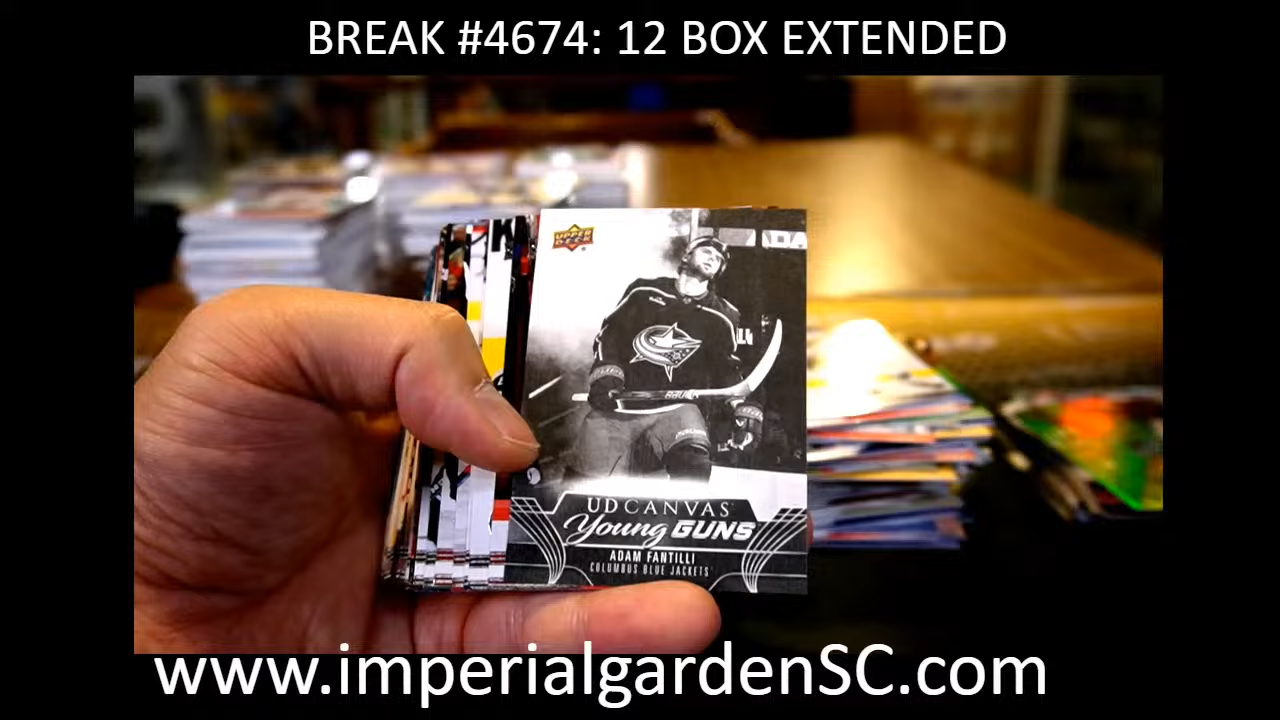 BREAK #4674: 12 BOX EXTENDED
UPPER DECK
UD CANVAS
Young GUNS
ADAM FANTILLI
COLUMBUS BLUE JACKETS
www.imperialgardenSC.com